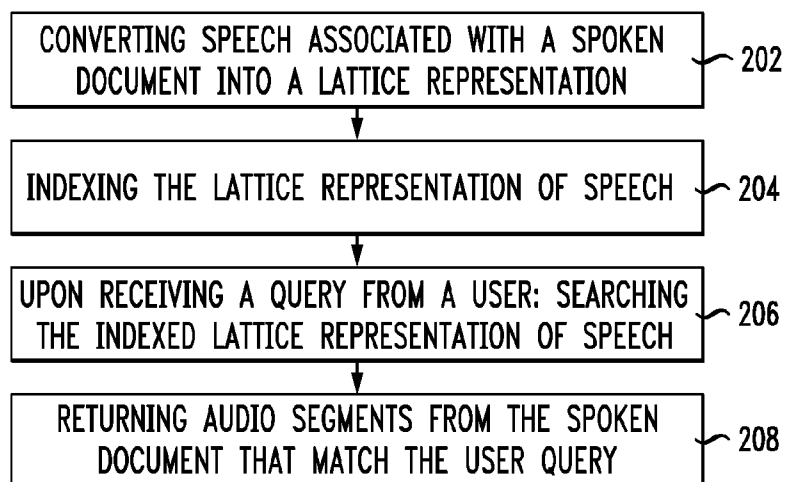 CONVERTING SPEECH ASSOCIATED WITH A SPOKEN
DOCUMENT INTO A LATTICE REPRESENTATION
202
INDEXING THE LATTICE REPRESENTATION OF SPEECH
204
UPON RECEIVING A QUERY FROM A USER: SEARCHING
THE INDEXED LATTICE REPRESENTATION OF SPEECH
206
RETURNING AUDIO SEGMENTS FROM THE SPOKEN
DOCUMENT THAT MATCH THE USER QUERY
208